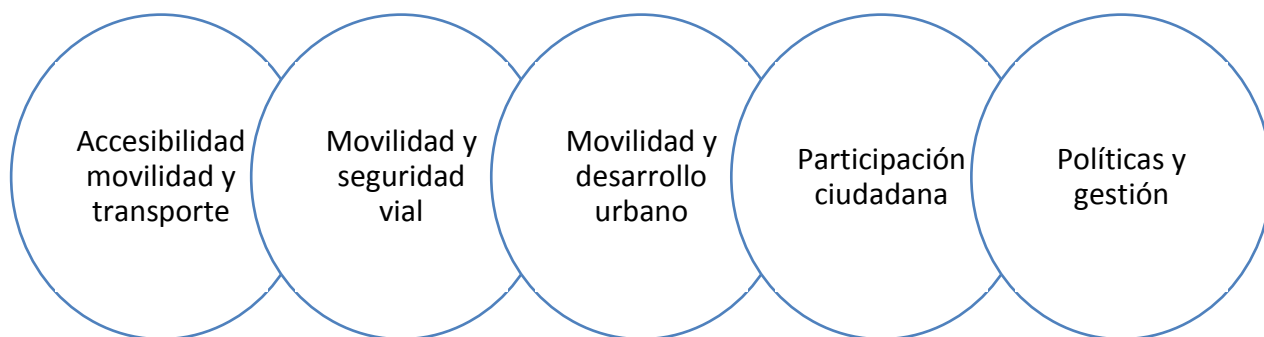 Accesibilidad
movilidad y
transporte
Movilidad y
seguridad
vial
Movilidad y
desarrollo
urbano
Participación
ciudadana
Políticas y
gestión